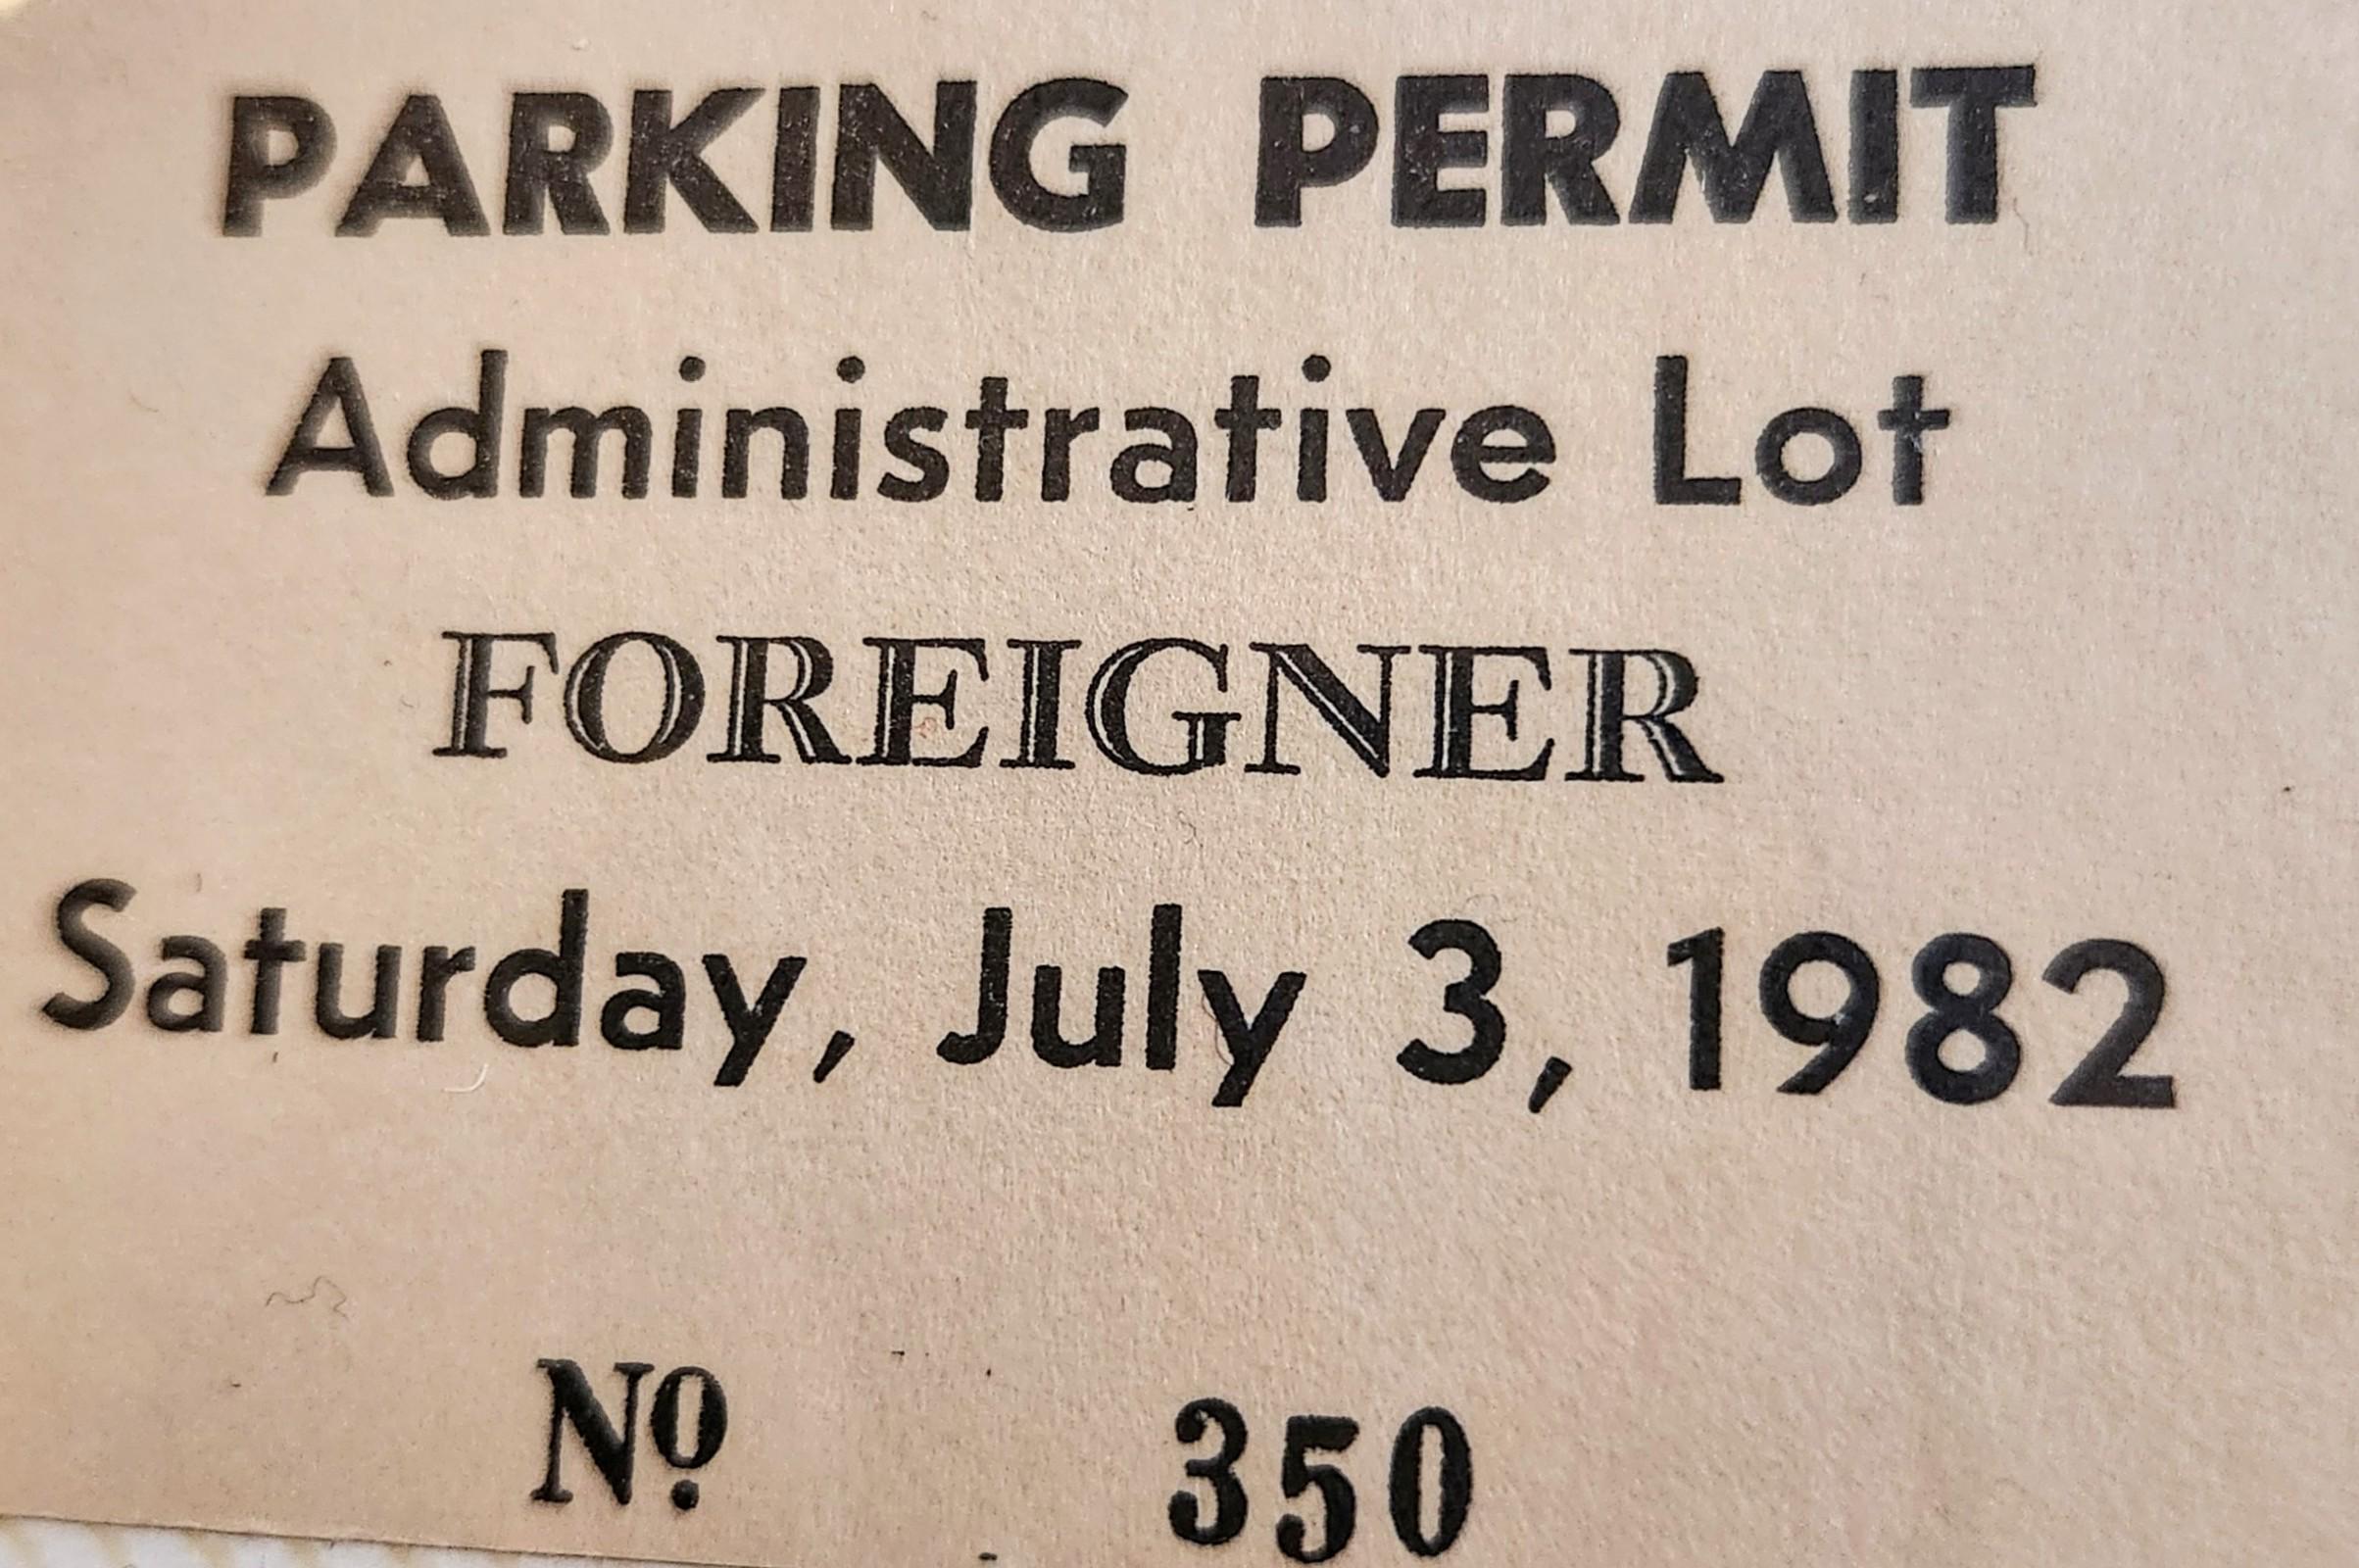 PARKING PERMIT
Administrative Lot
FOREIGNER
Saturday, July 3, 1982
Nº 350